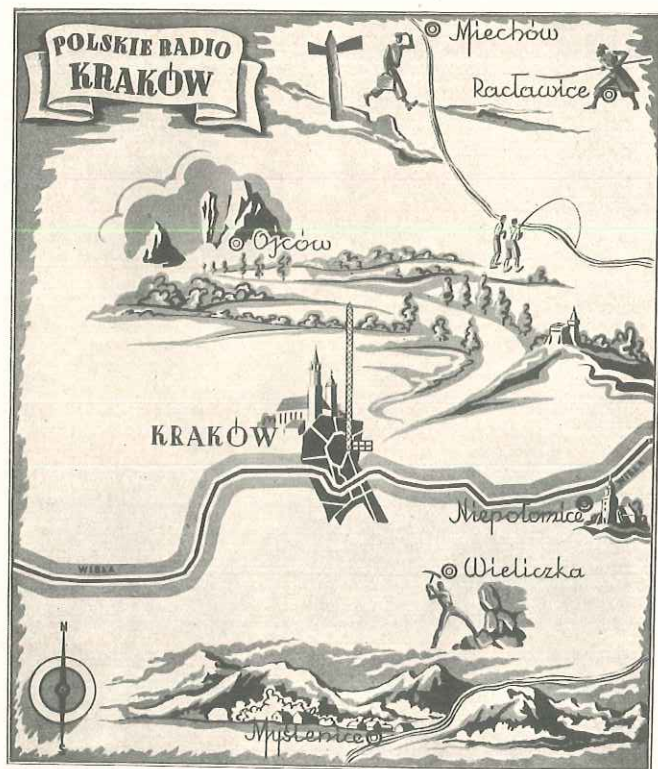 POLSKIE RADIO
KRAKÓW
Miechów
Racławice
Ojców
KRAKÓW
WISŁA
Niepołomice
WISŁA
Wieliczka
N
S
Myślenice